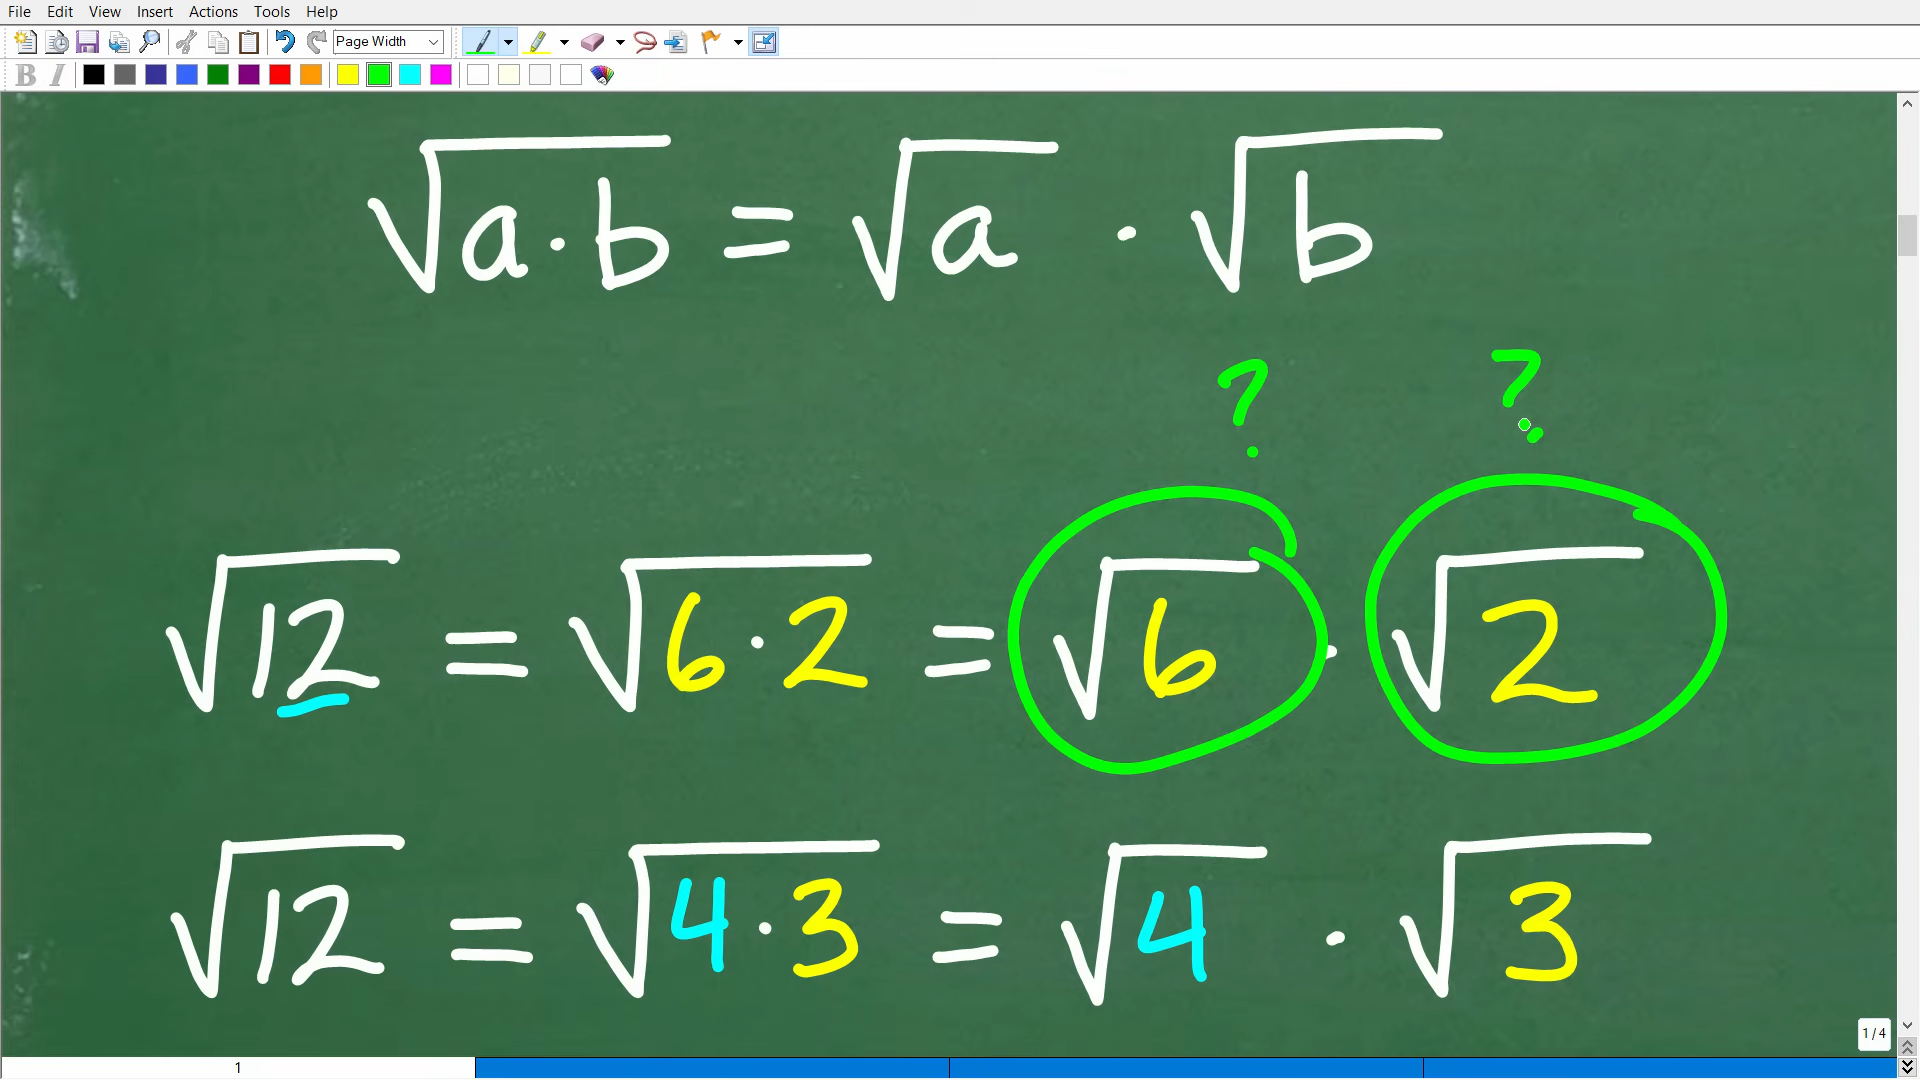 File Edit View Insert Actions Tools Help
Page Width
B I
√a·b = √a · √b
? ?
√12 = √6·2 = √6 · √2
√12 = √4·3 = √4 · √3
1 / 4
1